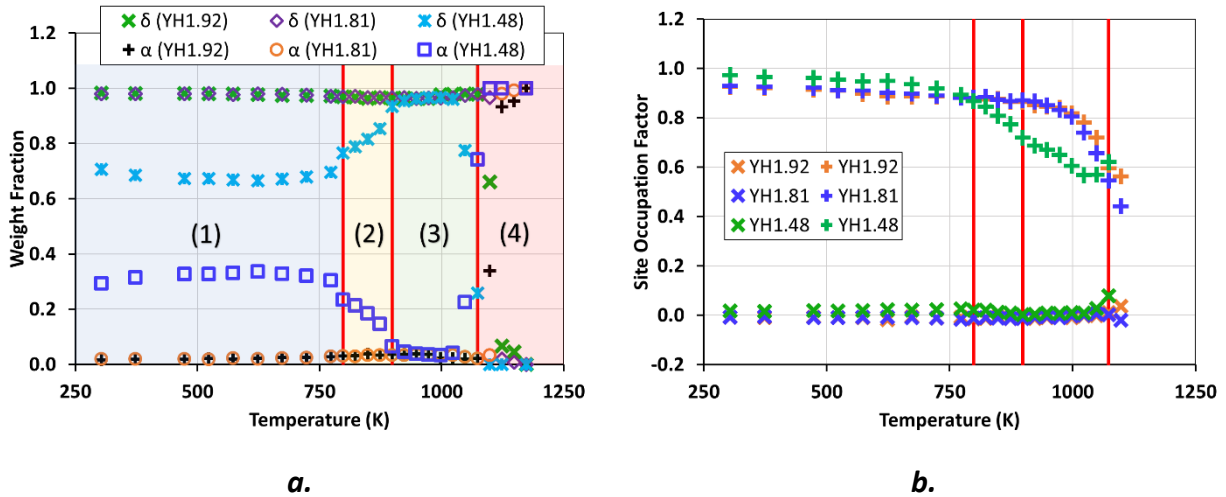 δ (YH1.92) δ (YH1.81) δ (YH1.48)
α (YH1.92) α (YH1.81) α (YH1.48)
Weight Fraction
1.2
1.0
0.8
0.6
0.4
0.2
0.0
(1) (2) (3) (4)
250 500 750 1000 1250
Temperature (K)
a.
Site Occupation Factor
1.2
1.0
0.8
0.6
0.4
0.2
0.0
-0.2
YH1.92 YH1.92
YH1.81 YH1.81
YH1.48 YH1.48
250 500 750 1000 1250
Temperature (K)
b.